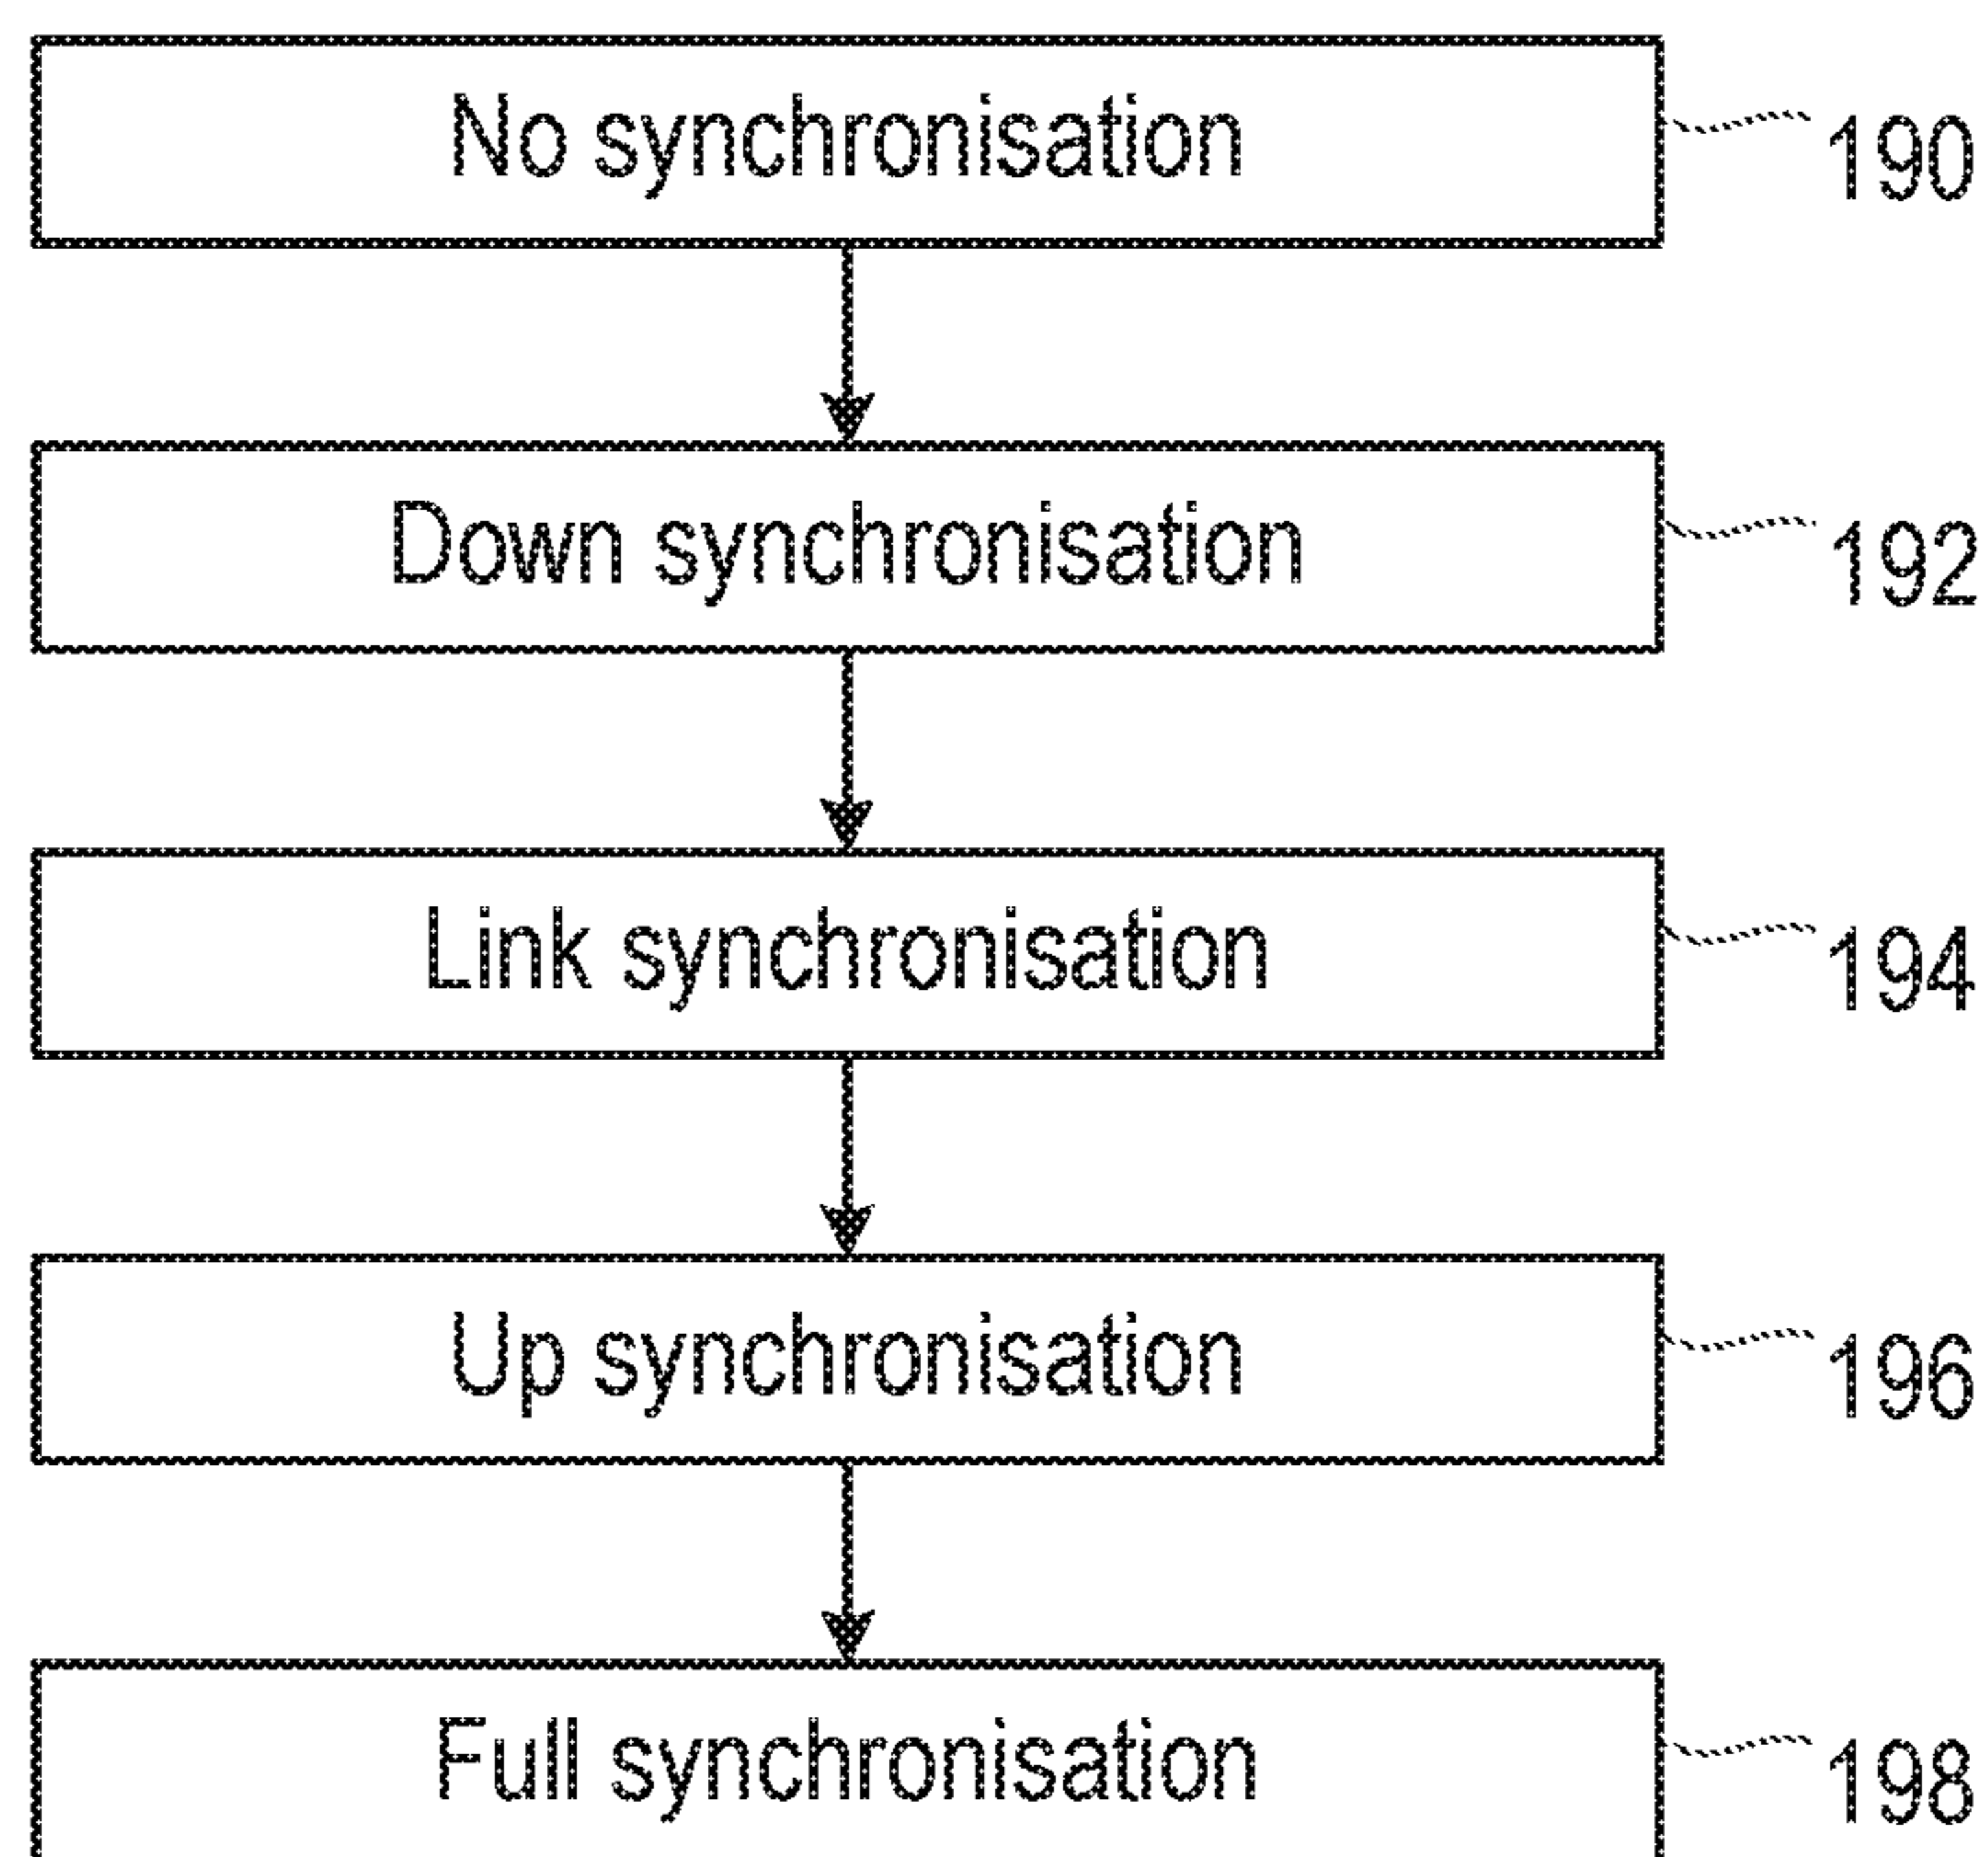 No synchronisation 190
Down synchronisation 192
Link synchronisation 194
Up synchronisation 196
Full synchronisation 198